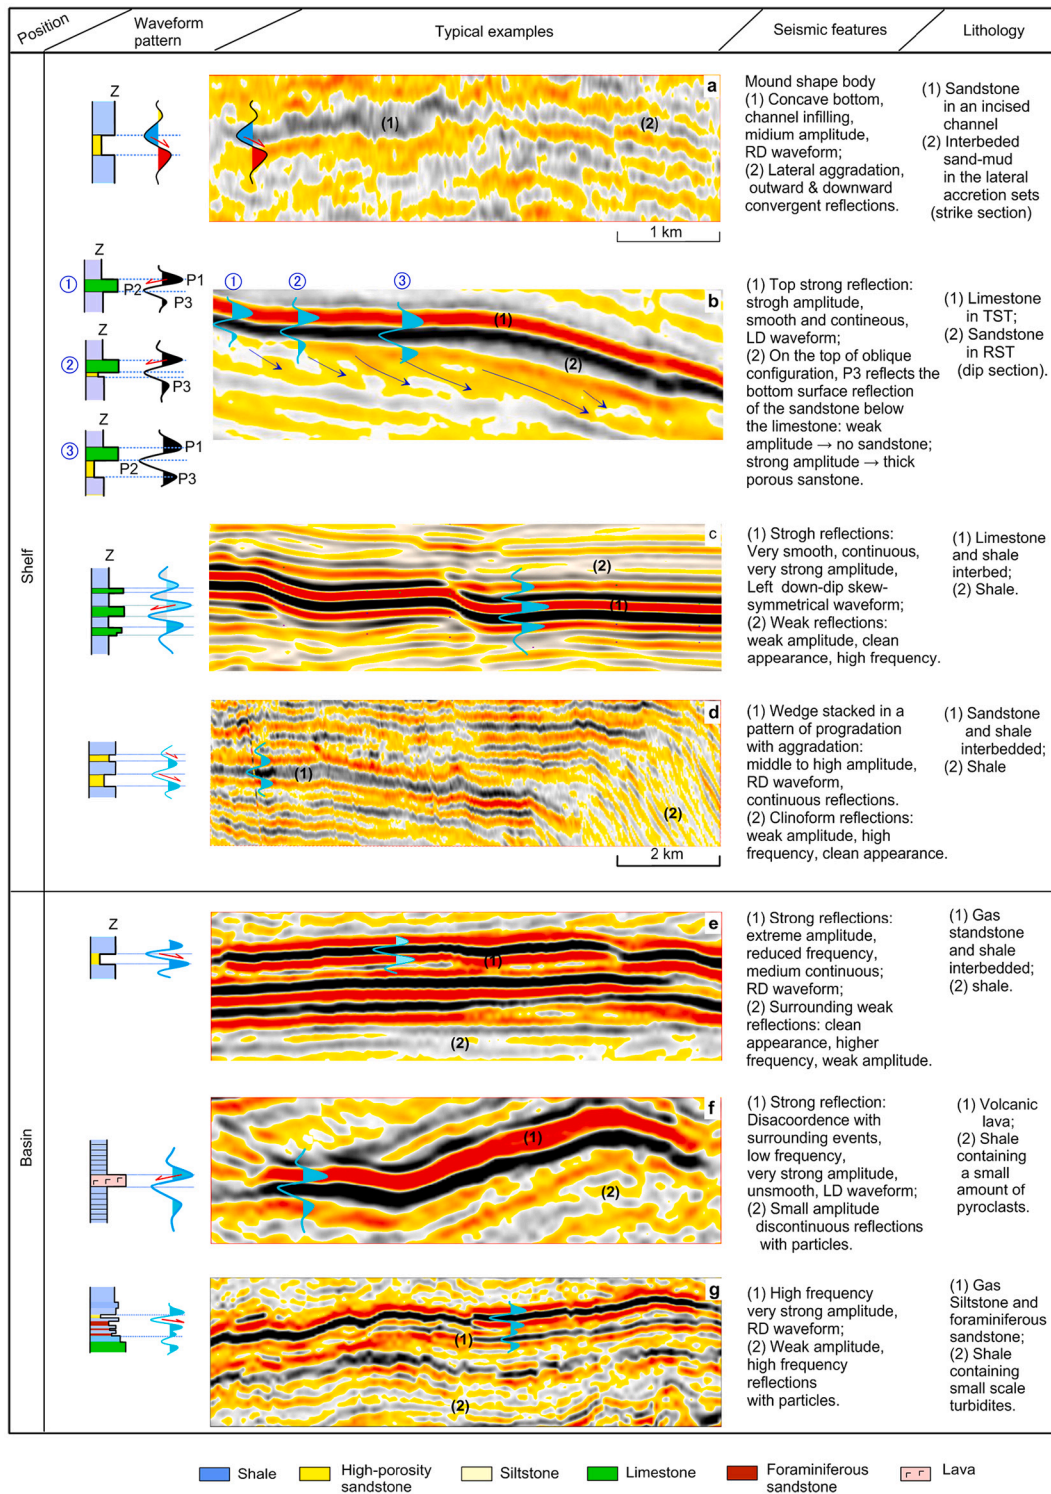 Position
Waveform
pattern
Typical examples
Seismic features
Lithology
Shelf
Z
a
(1)
(2)
1 km
Mound shape body
(1) Concave bottom,
channel infilling,
midium amplitude,
RD waveform;
(2) Lateral aggradation,
outward & downward
convergent reflections.
(1) Sandstone
in an incised
channel
(2) Interbeded
sand-mud
in the lateral
accretion sets
(strike section)
Z
①
P1
P2
P3
②
P3
③
P1
P2
P3
① ② ③
b
(1)
(2)
(1) Top strong reflection:
strogh amplitude,
smooth and contineous,
LD waveform;
(2) On the top of oblique
configuration, P3 reflects the
bottom surface reflection
of the sandstone below
the limestone: weak
amplitude → no sandstone;
strong amplitude → thick
porous sanstone.
(1) Limestone
in TST;
(2) Sandstone
in RST
(dip section).
Z
c
(2)
(1)
(1) Strogh reflections:
Very smooth, continuous,
very strong amplitude,
Left down-dip skew-
symmetrical waveform;
(2) Weak reflections:
weak amplitude, clean
appearance, high frequency.
(1) Limestone
and shale
interbed;
(2) Shale.
d
(1)
(2)
2 km
(1) Wedge stacked in a
pattern of progradation
with aggradation:
middle to high amplitude,
RD waveform,
continuous reflections.
(2) Clinoform reflections:
weak amplitude, high
frequency, clean appearance.
(1) Sandstone
and shale
interbedded;
(2) Shale
Basin
Z
e
(1)
(2)
(1) Strong reflections:
extreme amplitude,
reduced frequency,
medium continuous;
RD waveform;
(2) Surrounding weak
reflections: clean
appearance, higher
frequency, weak amplitude.
(1) Gas
standstone
and shale
interbedded;
(2) shale.
f
(1)
(2)
(1) Strong reflection:
Disacoordence with
surrounding events,
low frequency,
very strong amplitude,
unsmooth, LD waveform;
(2) Small amplitude
discontinuous reflections
with particles.
(1) Volcanic
lava;
(2) Shale
containing
a small
amount of
pyroclasts.
g
(1)
(2)
(1) High frequency
very strong amplitude,
RD waveform;
(2) Weak amplitude,
high frequency
reflections
with particles.
(1) Gas
Siltstone and
foraminiferous
sandstone;
(2) Shale
containing
small scale
turbidites.
Shale
High-porosity
sandstone
Siltstone
Limestone
Foraminiferous
sandstone
Lava